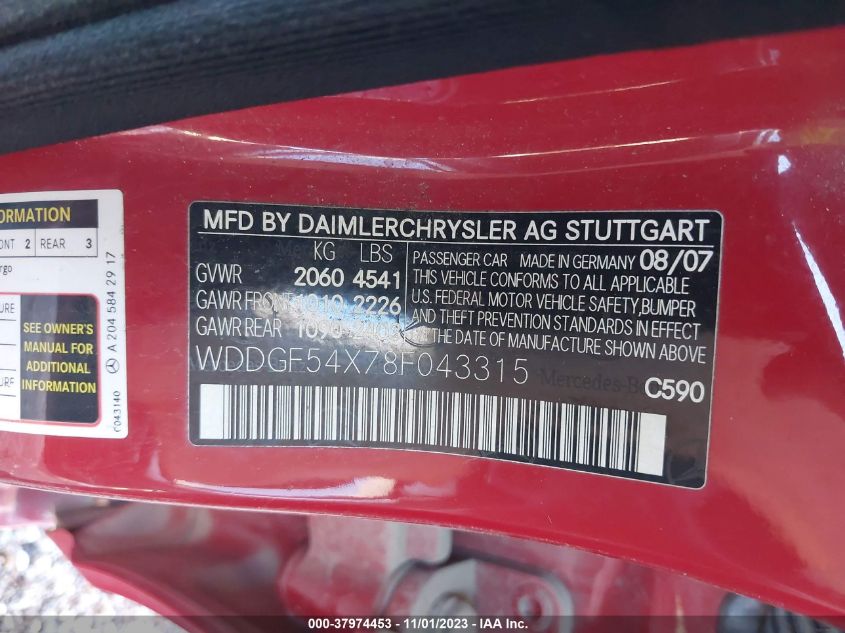 ORMATION
ONT 2 REAR 3
rgo
SEE OWNER'S
MANUAL FOR
ADDITIONAL
INFORMATION
A 204 584 29 17
F043140
MFD BY DAIMLERCHRYSLER AG STUTTGART
KG LBS
GVWR 2060 4541
GAWR FRONT 1010 2226
GAWR REAR 1090
PASSENGER CAR MADE IN GERMANY 08/07
THIS VEHICLE CONFORMS TO ALL APPLICABLE
U.S. FEDERAL MOTOR VEHICLE SAFETY,BUMPER
AND THEFT PREVENTION STANDARDS IN EFFECT
ON THE DATE OF MANUFACTURE SHOWN ABOVE.
WDDGF54X78F043315
C590
000-37974453 - 11/01/2023 - IAA Inc.